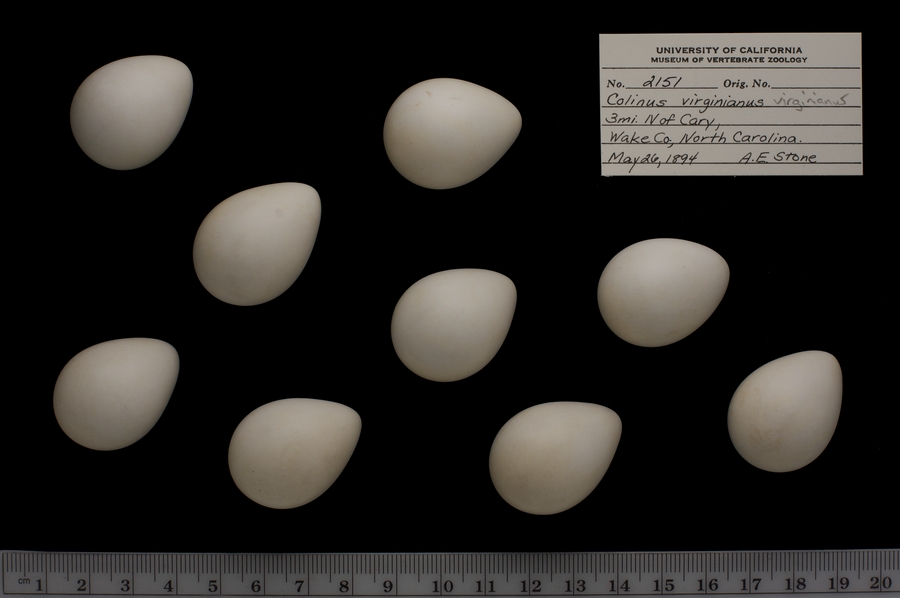 UNIVERSITY OF CALIFORNIA
MUSEUM OF VERTEBRATE ZOOLOGY
No. 2151 Orig. No.
Colinus virginianus virginianus
3mi. N of Cary,
Wake Co., North Carolina.
May 26, 1894 A.E Stone
cm 1 2 3 4 5 6 7 8 9 10 11 12 13 14 15 16 17 18 19 20